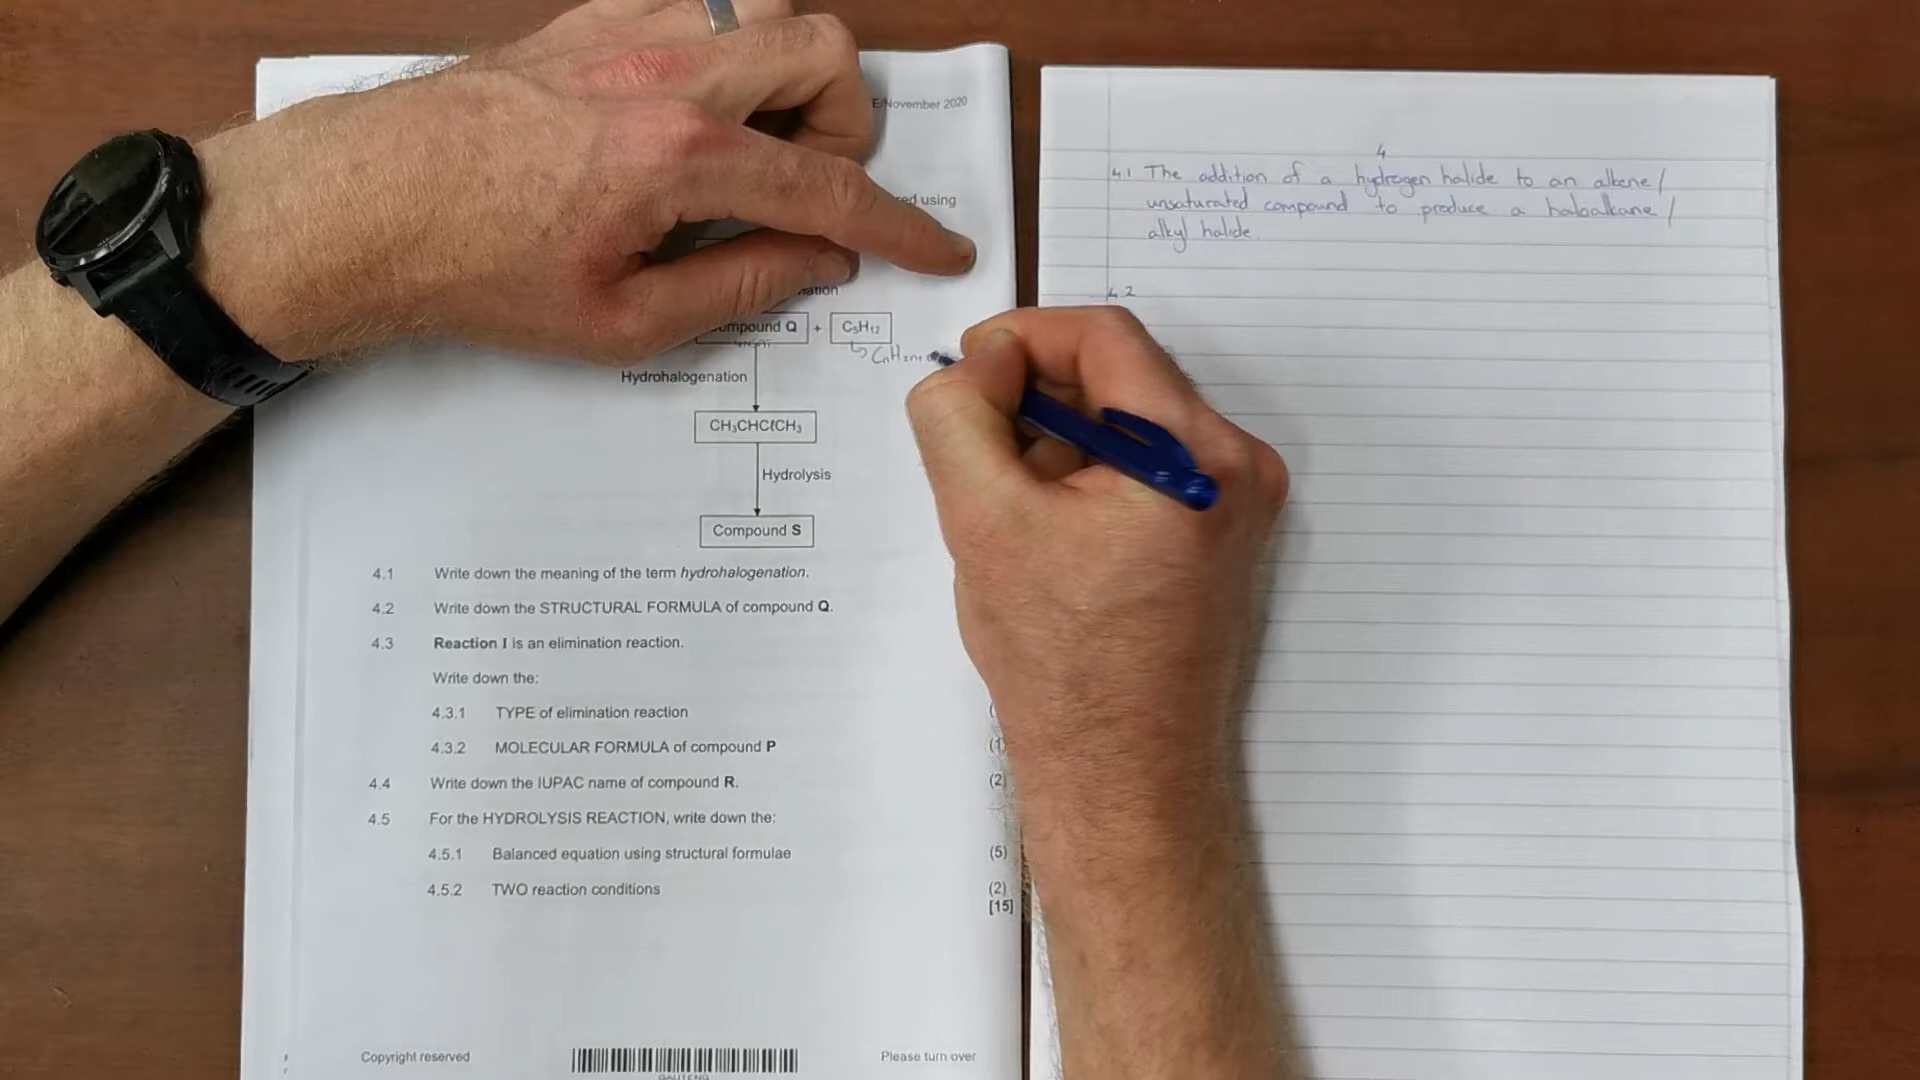 E/November 2020
using
Compound Q + C₅H₁₂
CₙH₂ₙ₊
Hydrohalogenation
CH₃CHCℓCH₃
Hydrolysis
Compound S
4.1 Write down the meaning of the term hydrohalogenation.
4.2 Write down the STRUCTURAL FORMULA of compound Q.
4.3 Reaction I is an elimination reaction.
Write down the:
4.3.1 TYPE of elimination reaction
4.3.2 MOLECULAR FORMULA of compound P (1)
4.4 Write down the IUPAC name of compound R. (2)
4.5 For the HYDROLYSIS REACTION, write down the:
4.5.1 Balanced equation using structural formulae (5)
4.5.2 TWO reaction conditions (2)
[15]
Copyright reserved
Please turn over
4
4.1 The addition of a hydrogen halide to an alkene/
unsaturated compound to produce a haloalkane/
alkyl halide.
4.2